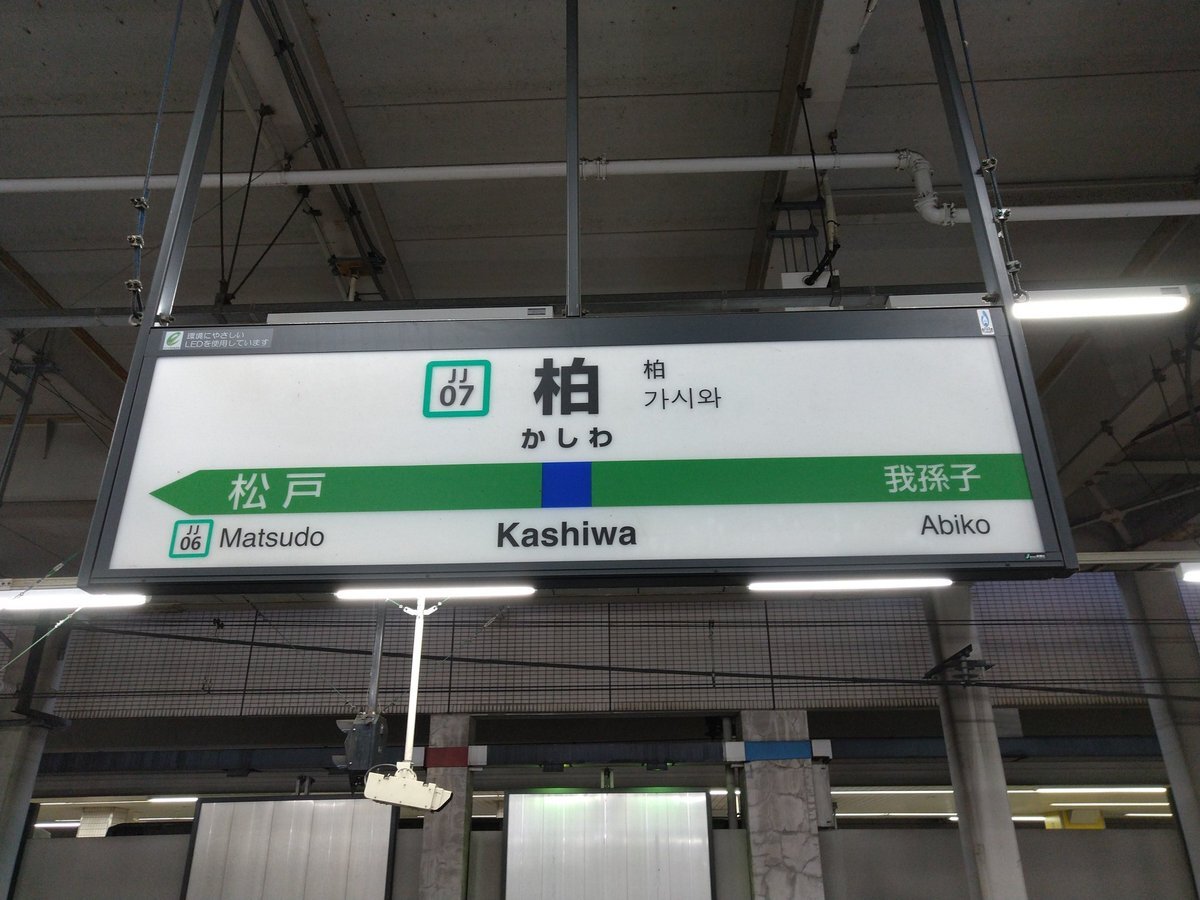 環境にやさしい
LEDを使用しています
JJ
07
柏
柏
가시와
かしわ
松戸
我孫子
JJ
06
Matsudo
Kashiwa
Abiko